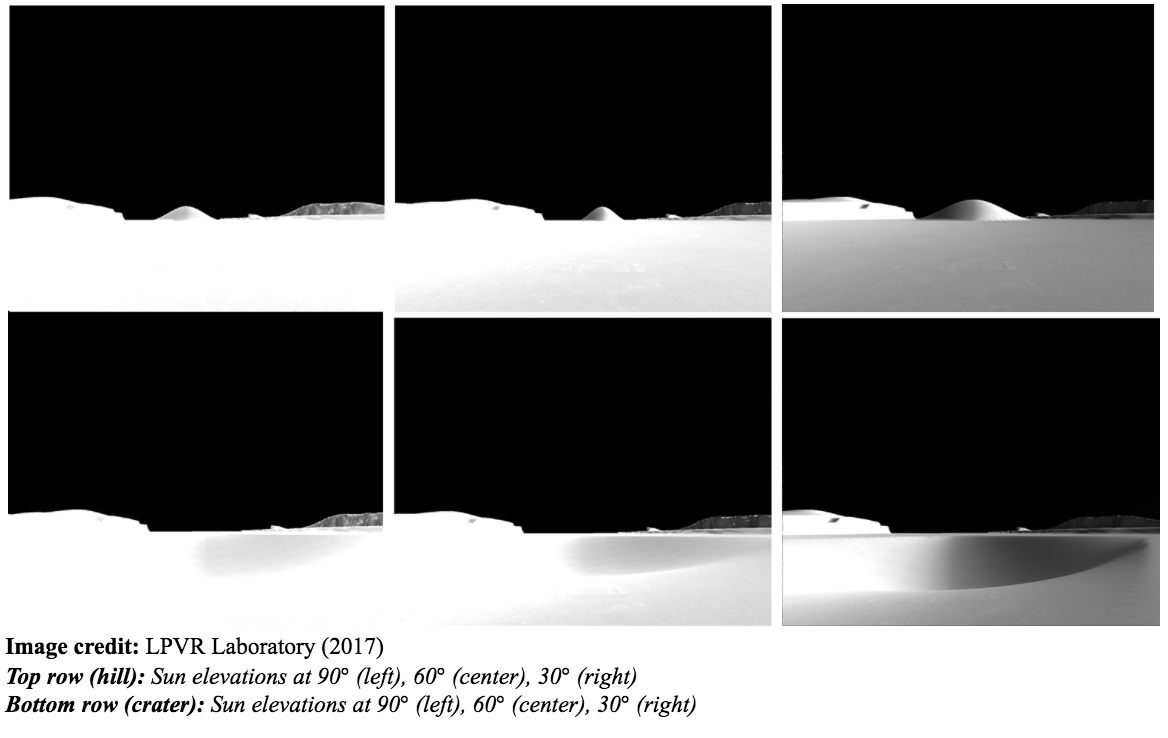 Image credit: LPVR Laboratory (2017)
Top row (hill): Sun elevations at 90° (left), 60° (center), 30° (right)
Bottom row (crater): Sun elevations at 90° (left), 60° (center), 30° (right)